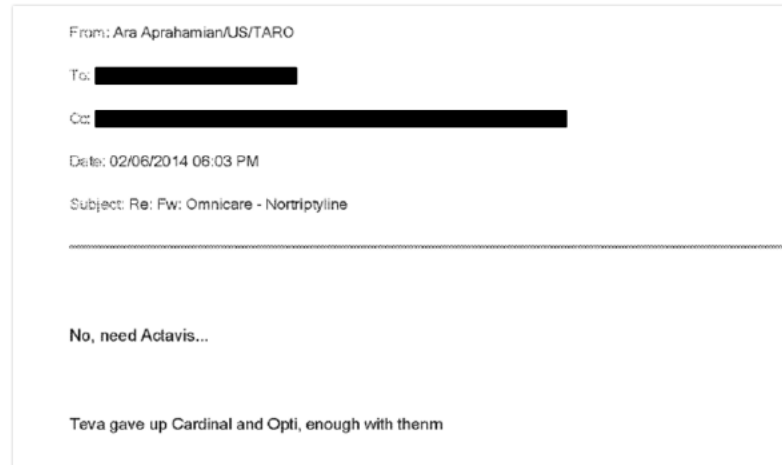 From: Ara Aprahamian/US/TARO
To:
Cc:
Date: 02/06/2014 06:03 PM
Subject: Re: Fw: Omnicare - Nortriptyline
No, need Actavis...
Teva gave up Cardinal and Opti, enough with thenm